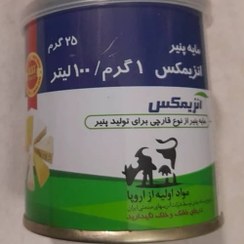 مایه پنیر
۲۵ گرم
انزیمکس
۱ گرم / ۱۰۰ لیتر
انزیمکس
مایه پنیر از نوع قارچی برای تولید پنیر
مواد اولیه از اروپا